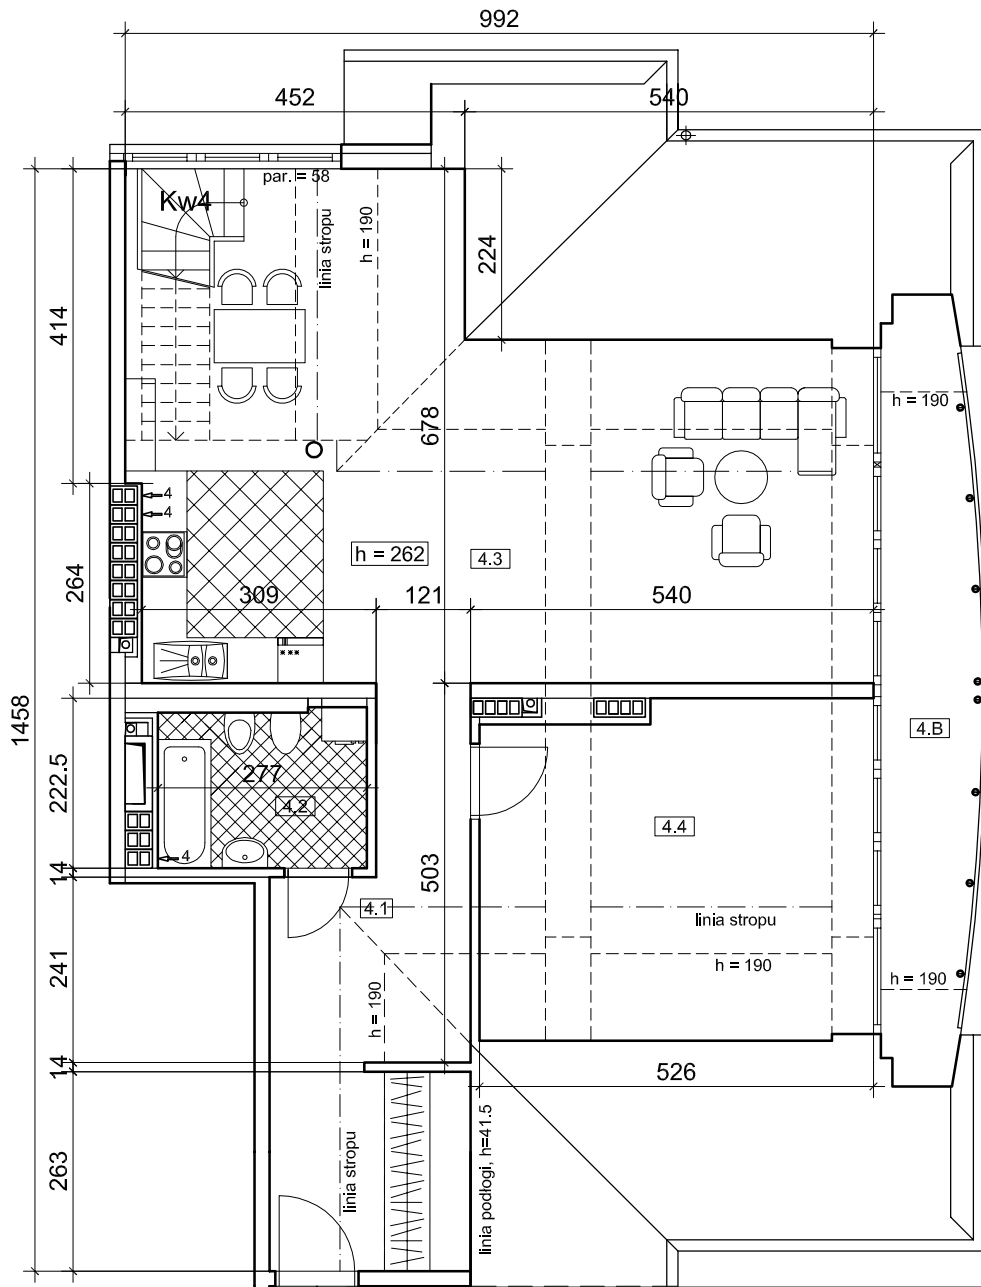 992
452
540
par. = 58
Kw4
linia stropu
h = 190
224
414
678
h = 190
4
4
h = 262
4.3
264
309
121
540
1458
4.B
222.5
277
4.2
4.4
4
14
503
4.1
linia stropu
h = 190
h = 190
241
h = 190
14
526
263
linia stropu
linia podłogi, h=41.5